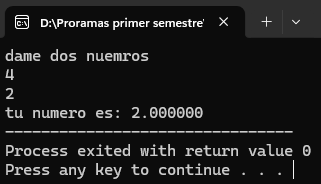 D:\Proramas primer semestre'
dame dos nuemros
4
2
tu numero es: 2.000000
--------------------------------
Process exited with return value 0
Press any key to continue . . .